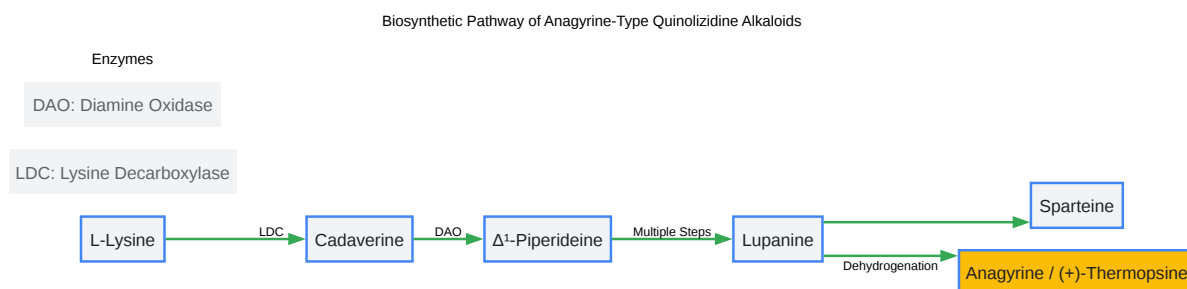 Biosynthetic Pathway of Anagyrine-Type Quinolizidine Alkaloids
Enzymes
DAO: Diamine Oxidase
LDC: Lysine Decarboxylase
L-Lysine
LDC
Cadaverine
DAO
Δ¹-Piperideine
Multiple Steps
Lupanine
Sparteine
Dehydrogenation
Anagyrine / (+)-Thermopsine